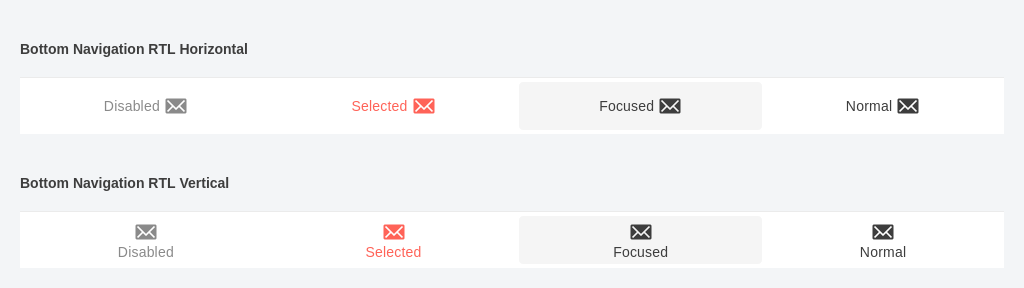 Bottom Navigation RTL Horizontal
Disabled Selected Focused Normal
Bottom Navigation RTL Vertical
Disabled Selected Focused Normal